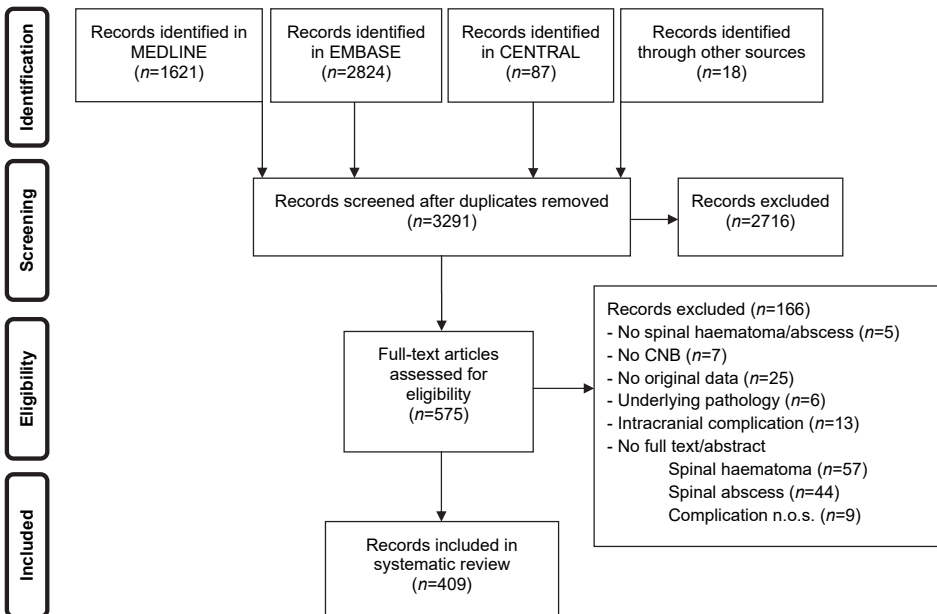 Identification
Records identified in
MEDLINE
(n=1621)
Records identified
in EMBASE
(n=2824)
Records identified
in CENTRAL
(n=87)
Records identified
through other sources
(n=18)
Screening
Records screened after duplicates removed
(n=3291)
Records excluded
(n=2716)
Eligibility
Full-text articles
assessed for
eligibility
(n=575)
Records excluded (n=166)
- No spinal haematoma/abscess (n=5)
- No CNB (n=7)
- No original data (n=25)
- Underlying pathology (n=6)
- Intracranial complication (n=13)
- No full text/abstract
Spinal haematoma (n=57)
Spinal abscess (n=44)
Complication n.o.s. (n=9)
Included
Records included in
systematic review
(n=409)